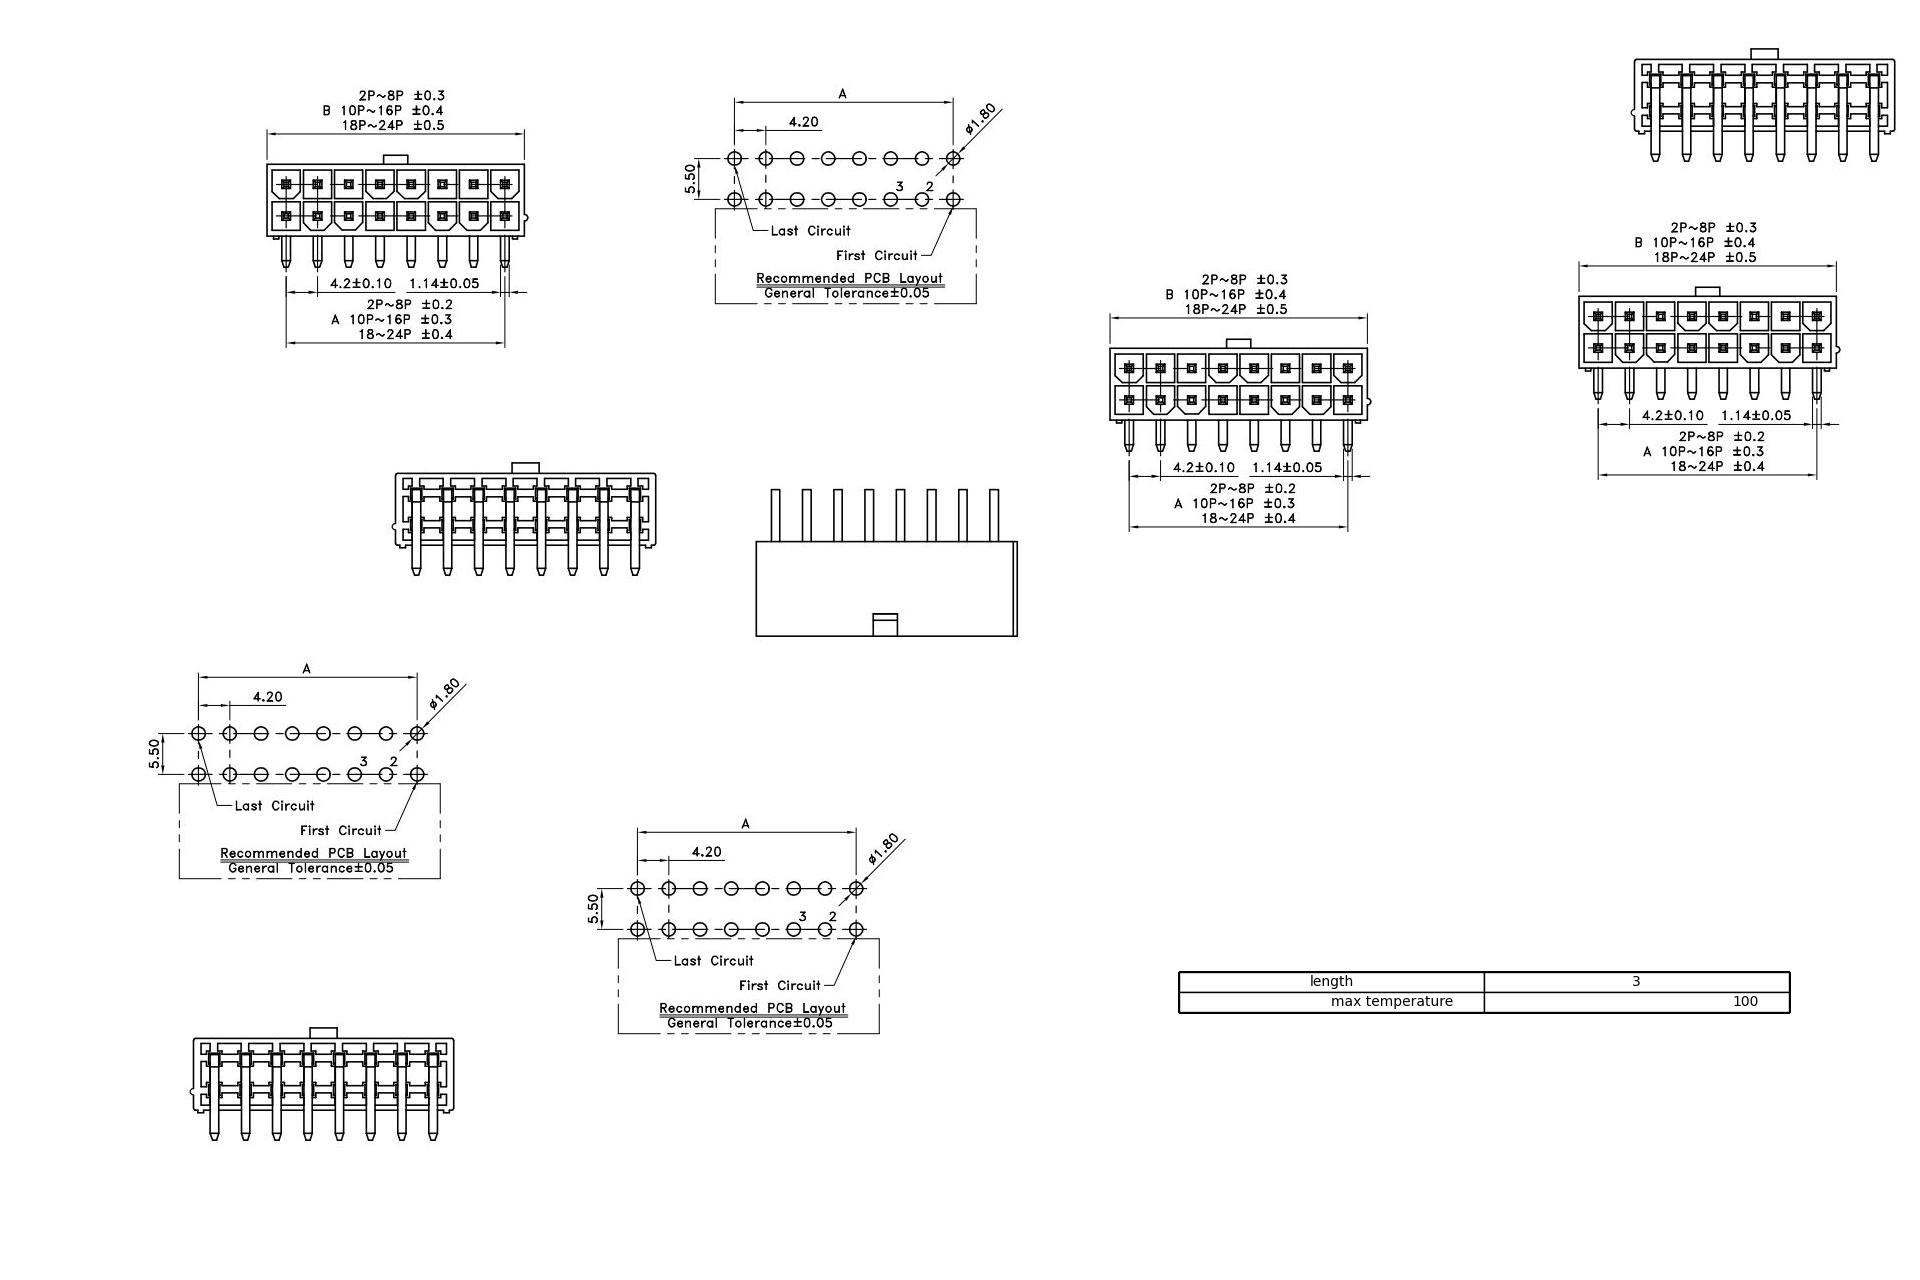 2P~8P ±0.3
B 10P~16P ±0.4
18P~24P ±0.5
4.2±0.10 1.14±0.05
2P~8P ±0.2
A 10P~16P ±0.3
18~24P ±0.4
A
4.20
ø1.80
5.50
3 2
Last Circuit
First Circuit
Recommended PCB Layout
General Tolerance±0.05
2P~8P ±0.3
B 10P~16P ±0.4
18P~24P ±0.5
4.2±0.10 1.14±0.05
2P~8P ±0.2
A 10P~16P ±0.3
18~24P ±0.4
2P~8P ±0.3
B 10P~16P ±0.4
18P~24P ±0.5
4.2±0.10 1.14±0.05
2P~8P ±0.2
A 10P~16P ±0.3
18~24P ±0.4
A
4.20
ø1.80
5.50
3 2
Last Circuit
First Circuit
Recommended PCB Layout
General Tolerance±0.05
A
4.20
ø1.80
5.50
3 2
Last Circuit
First Circuit
Recommended PCB Layout
General Tolerance±0.05
length 3
max temperature 100